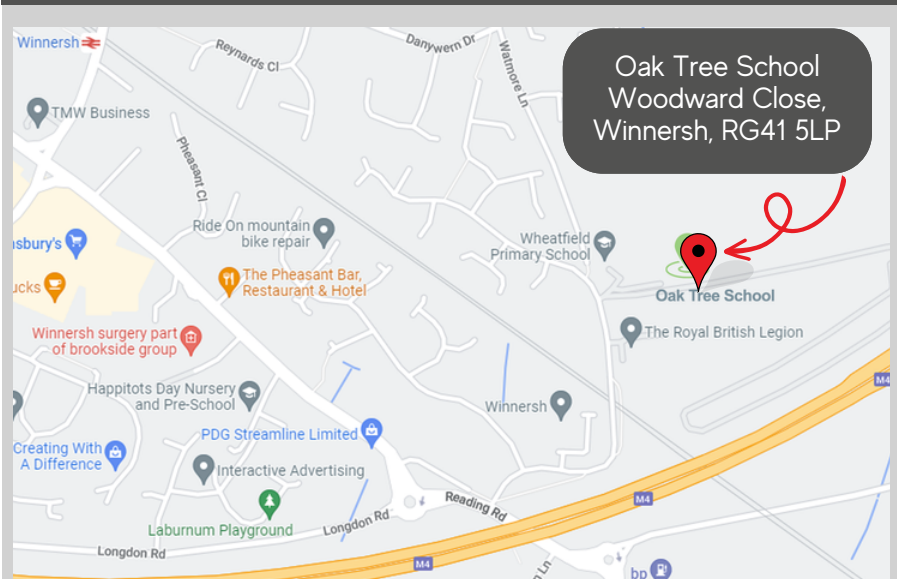 Winnersh
Reynards Cl
Danywern Dr
Watmore Ln
Oak Tree School
Woodward Close,
Winnersh, RG41 5LP
TMW Business
Pheasant Cl
Ride On mountain
bike repair
Wheatfield
Primary School
sbury's
The Pheasant Bar,
Restaurant & Hotel
ucks
Oak Tree School
Winnersh surgery part
of brookside group
The Royal British Legion
M4
Happitots Day Nursery
and Pre-School
Winnersh
PDG Streamline Limited
Creating With
A Difference
Interactive Advertising
M4
Reading Rd
Laburnum Playground
Longdon Rd
Longdon Rd
M4
n Ln
bp